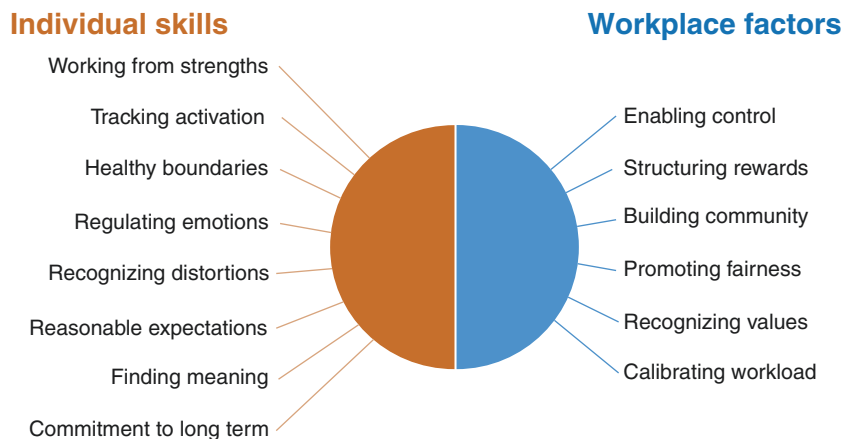 Individual skills
Working from strengths
Tracking activation
Healthy boundaries
Regulating emotions
Recognizing distortions
Reasonable expectations
Finding meaning
Commitment to long term
Workplace factors
Enabling control
Structuring rewards
Building community
Promoting fairness
Recognizing values
Calibrating workload